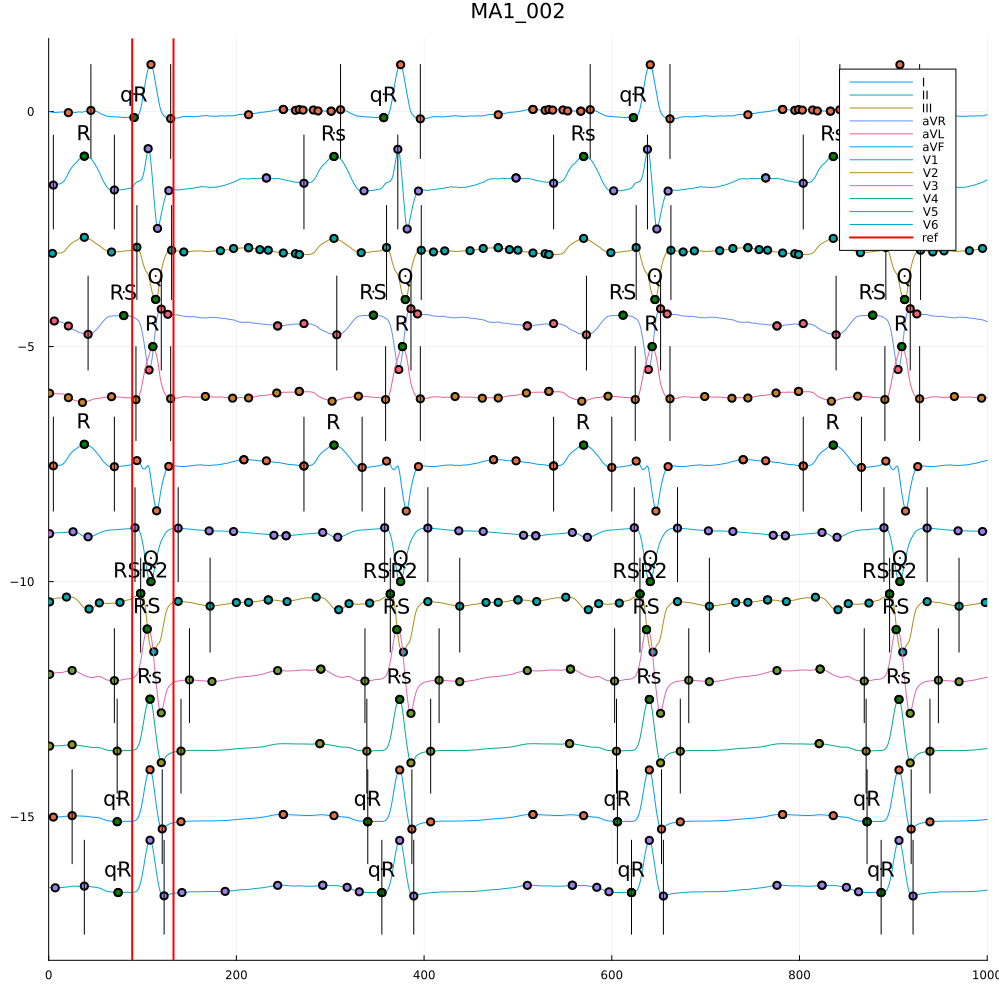 MA1_002
qR qR qR
R Rs Rs Rs
Q Q Q Q
RS RS RS RS
R R R R
R R R R
Q Q Q Q
RSR2 RSR2 RSR2 RSR2
RS RS RS RS
Rs Rs Rs Rs
qR qR qR qR
qR qR qR qR
0
−5
−10
−15
0 200 400 600 800 1000
I
II
III
aVR
aVL
aVF
V1
V2
V3
V4
V5
V6
ref